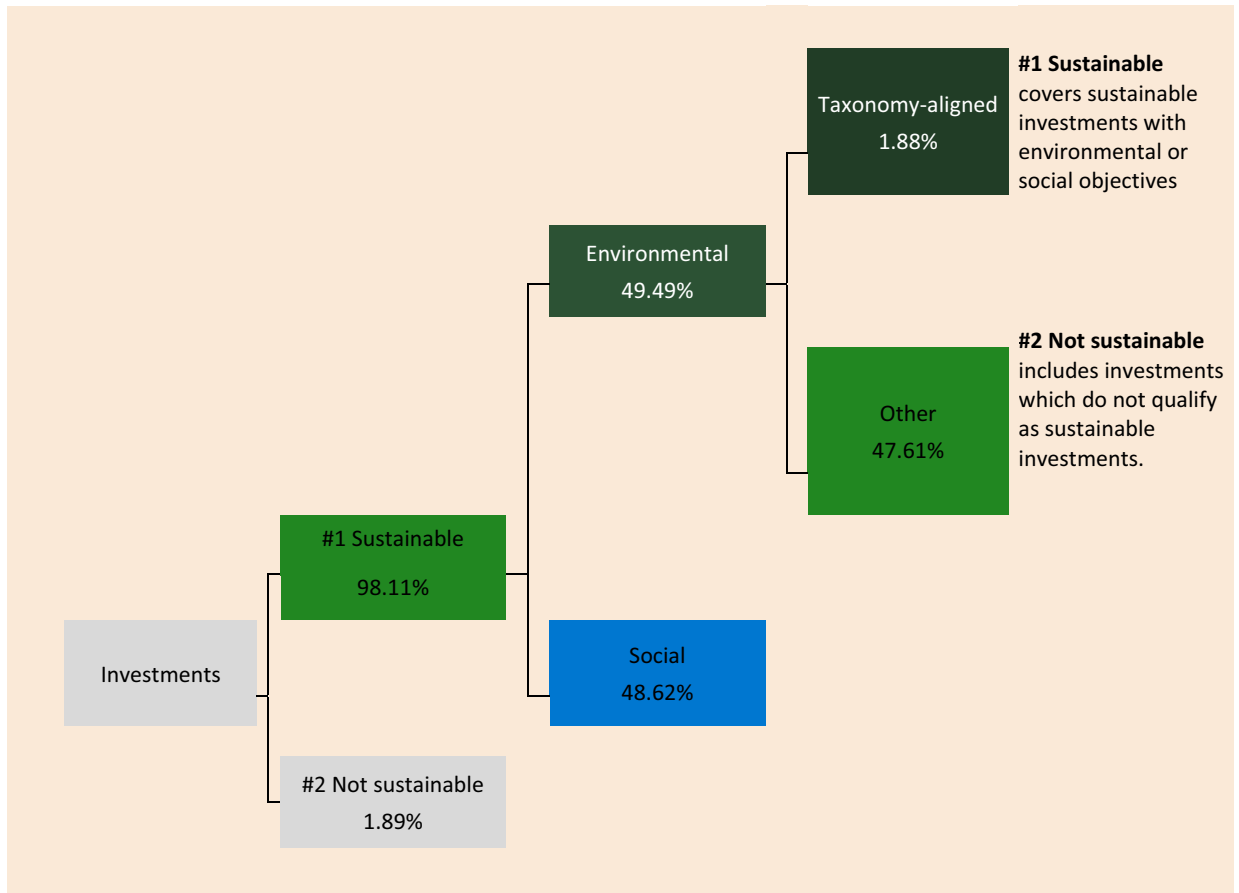 Taxonomy-aligned
1.88%
#1 Sustainable
covers sustainable
investments with
environmental or
social objectives
Environmental
49.49%
Other
47.61%
#2 Not sustainable
includes investments
which do not qualify
as sustainable
investments.
#1 Sustainable
98.11%
Investments
Social
48.62%
#2 Not sustainable
1.89%